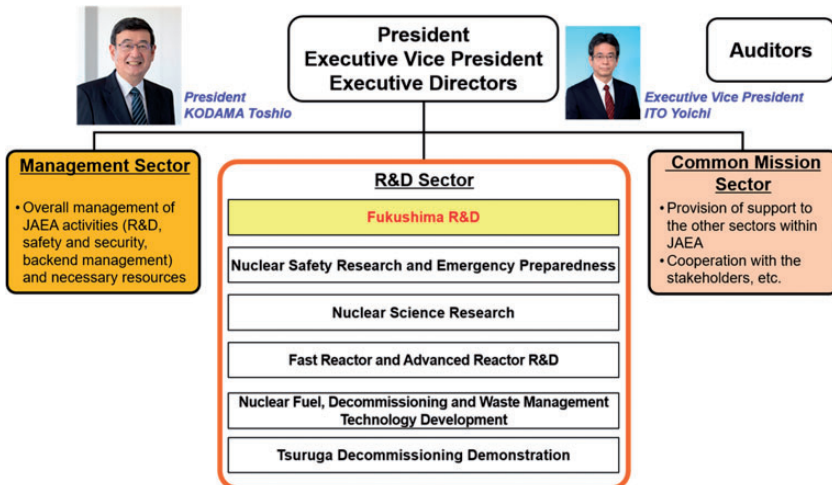 President
Executive Vice President
Executive Directors
Auditors
President
KODAMA Toshio
Executive Vice President
ITO Yoichi
Management Sector
• Overall management of
JAEA activities (R&D,
safety and security,
backend management)
and necessary resources
R&D Sector
Fukushima R&D
Nuclear Safety Research and Emergency Preparedness
Nuclear Science Research
Fast Reactor and Advanced Reactor R&D
Nuclear Fuel, Decommissioning and Waste Management
Technology Development
Tsuruga Decommissioning Demonstration
Common Mission
Sector
• Provision of support to
the other sectors within
JAEA
• Cooperation with the
stakeholders, etc.